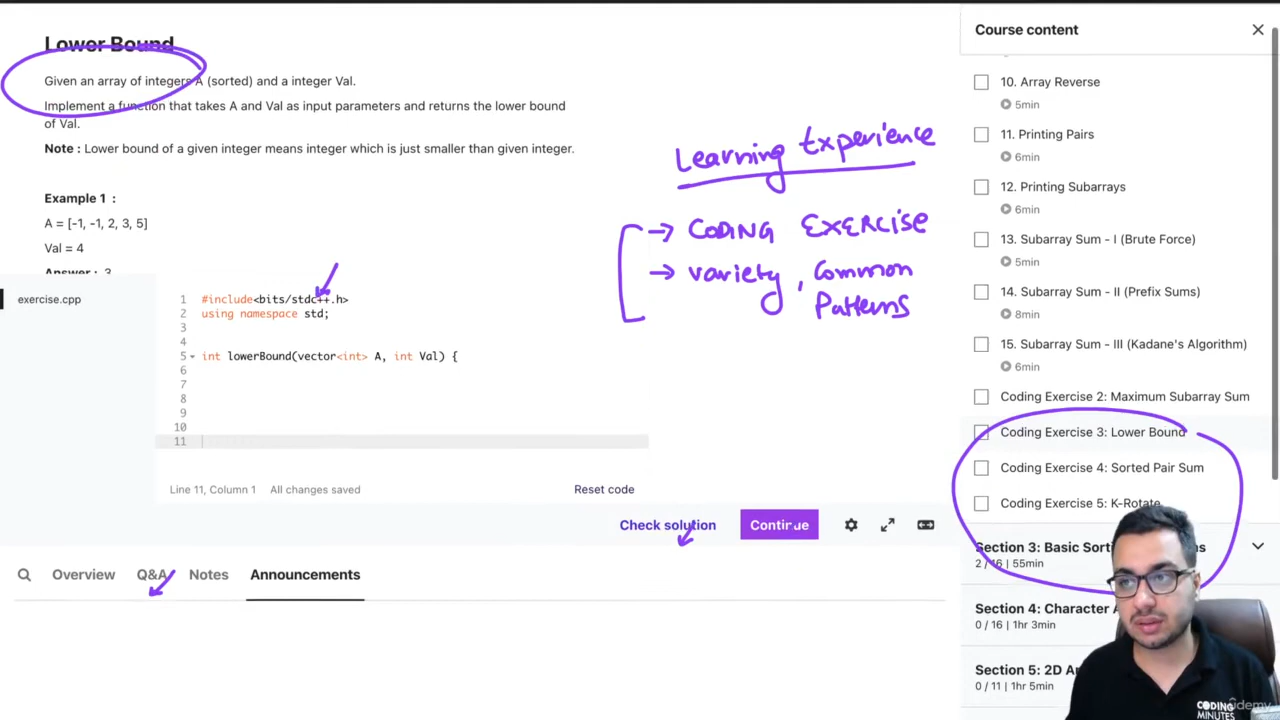 Lower Bound
Given an array of integers A (sorted) and a integer Val.
Implement a function that takes A and Val as input parameters and returns the lower bound
of Val.
Note : Lower bound of a given integer means integer which is just smaller than given integer.
Example 1 :
A = [-1, -1, 2, 3, 5]
Val = 4
Answer : 3
Learning Experience
→ CODING EXERCISE
→ variety, Common
Patterns
exercise.cpp
1 #include<bits/stdc++.h>
2 using namespace std;
3
4
5 int lowerBound(vector<int> A, int Val) {
6
7
8
9
10
11
Line 11, Column 1 All changes saved
Reset code
Check solution
Continue
Overview
Q&A
Notes
Announcements
Course content
10. Array Reverse
5min
11. Printing Pairs
6min
12. Printing Subarrays
6min
13. Subarray Sum - I (Brute Force)
5min
14. Subarray Sum - II (Prefix Sums)
8min
15. Subarray Sum - III (Kadane's Algorithm)
6min
Coding Exercise 2: Maximum Subarray Sum
Coding Exercise 3: Lower Bound
Coding Exercise 4: Sorted Pair Sum
Coding Exercise 5: K-Rotate
Section 3: Basic
2 / 16 | 55min
Section 4: Character
0 / 16 | 1hr 3min
Section 5: 2D
0 / 11 | 1hr 5min
CODING
MINUTES
udemy